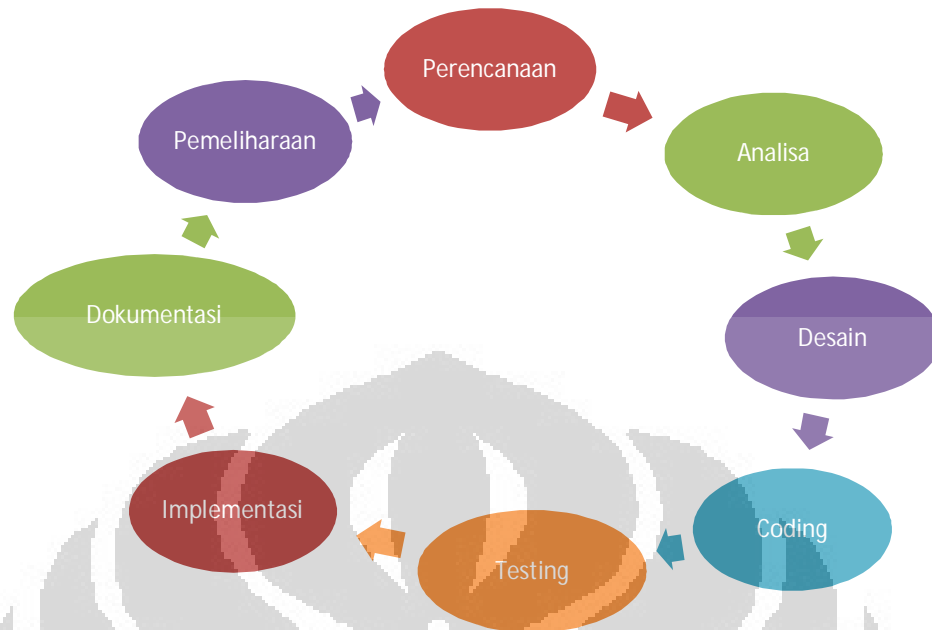 Perencanaan
Analisa
Desain
Coding
Testing
Implementasi
Dokumentasi
Pemeliharaan